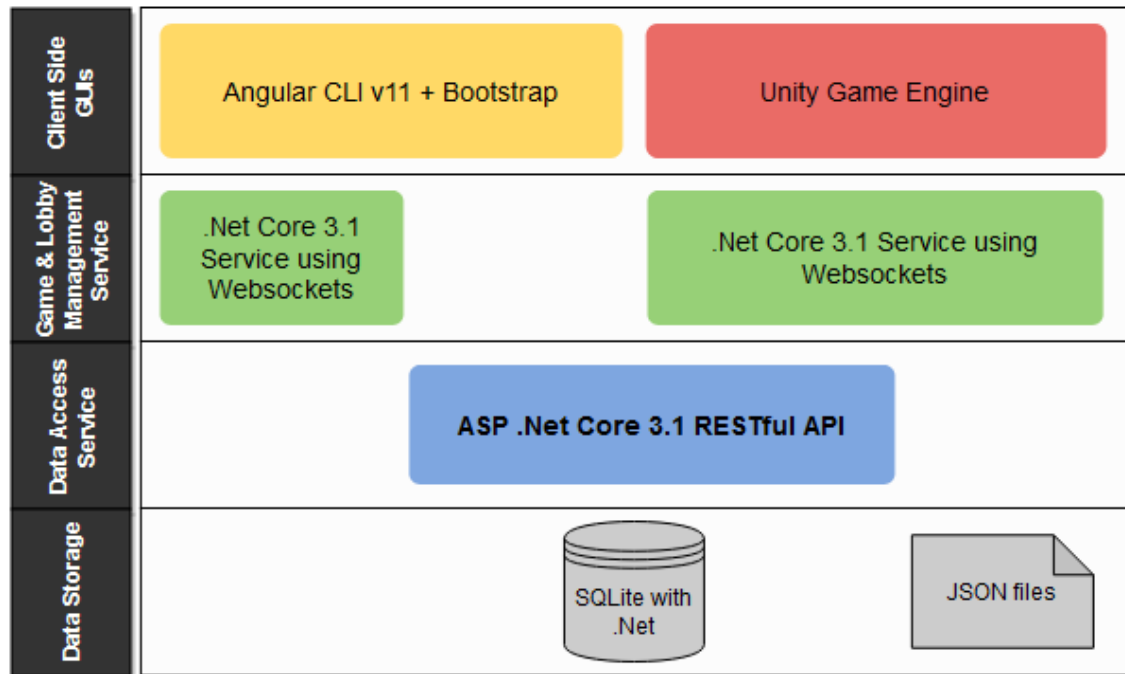 Client Side
GUIs
Angular CLI v11 + Bootstrap
Unity Game Engine
Game & Lobby
Management
Service
.Net Core 3.1
Service using
Websockets
.Net Core 3.1 Service using
Websockets
Data Access
Service
ASP .Net Core 3.1 RESTful API
Data Storage
SQLite with
.Net
JSON files